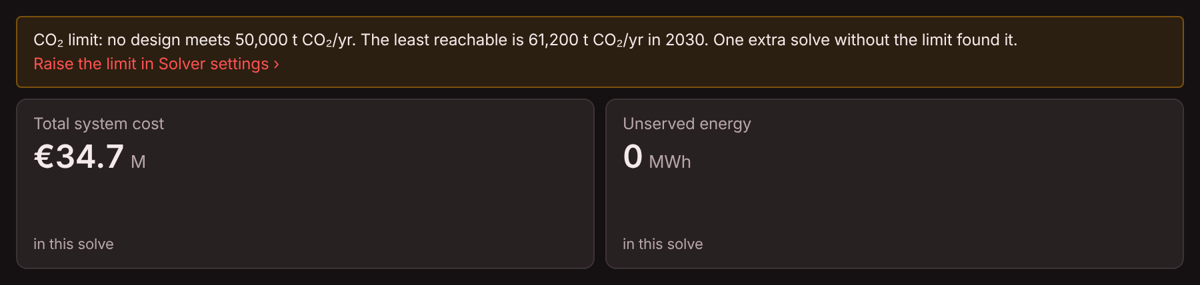 CO₂ limit: no design meets 50,000 t CO₂/yr. The least reachable is 61,200 t CO₂/yr in 2030. One extra solve without the limit found it.
Raise the limit in Solver settings ›
Total system cost
€34.7 M
in this solve
Unserved energy
0 MWh
in this solve